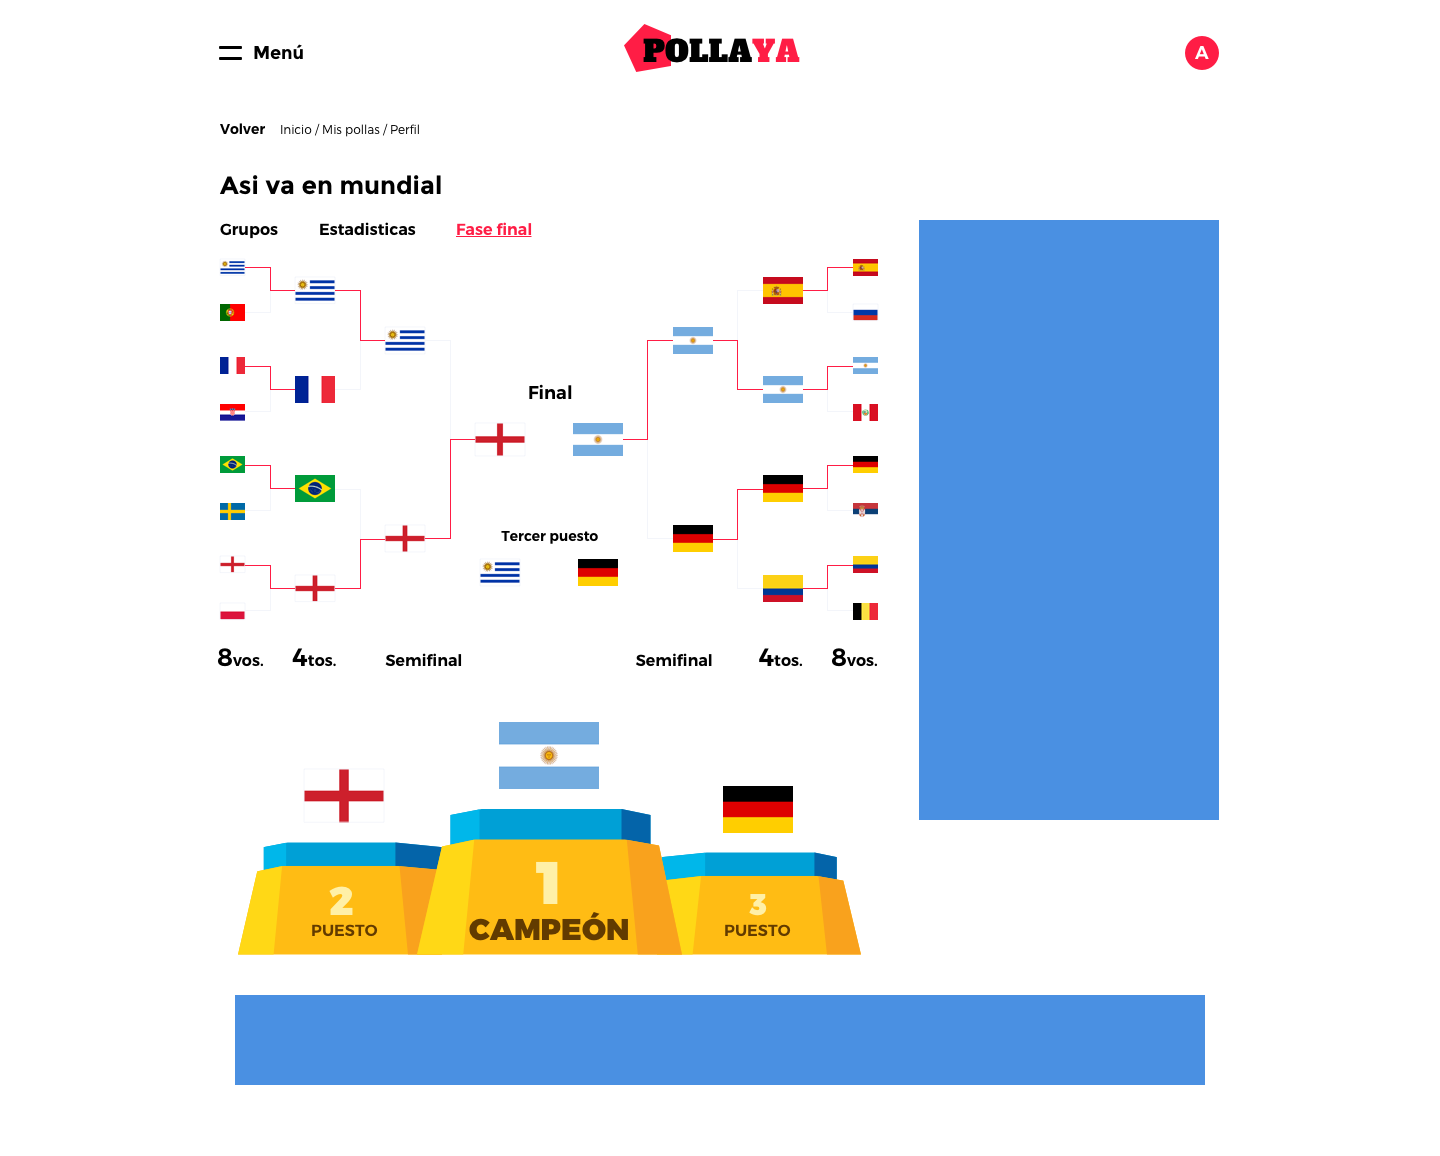 Menú
POLLAYA
A
Volver Inicio / Mis pollas / Perfil
Asi va en mundial
Grupos Estadisticas Fase final
Final
Tercer puesto
8vos. 4tos. Semifinal Semifinal 4tos. 8vos.
1
CAMPEÓN
2
PUESTO
3
PUESTO